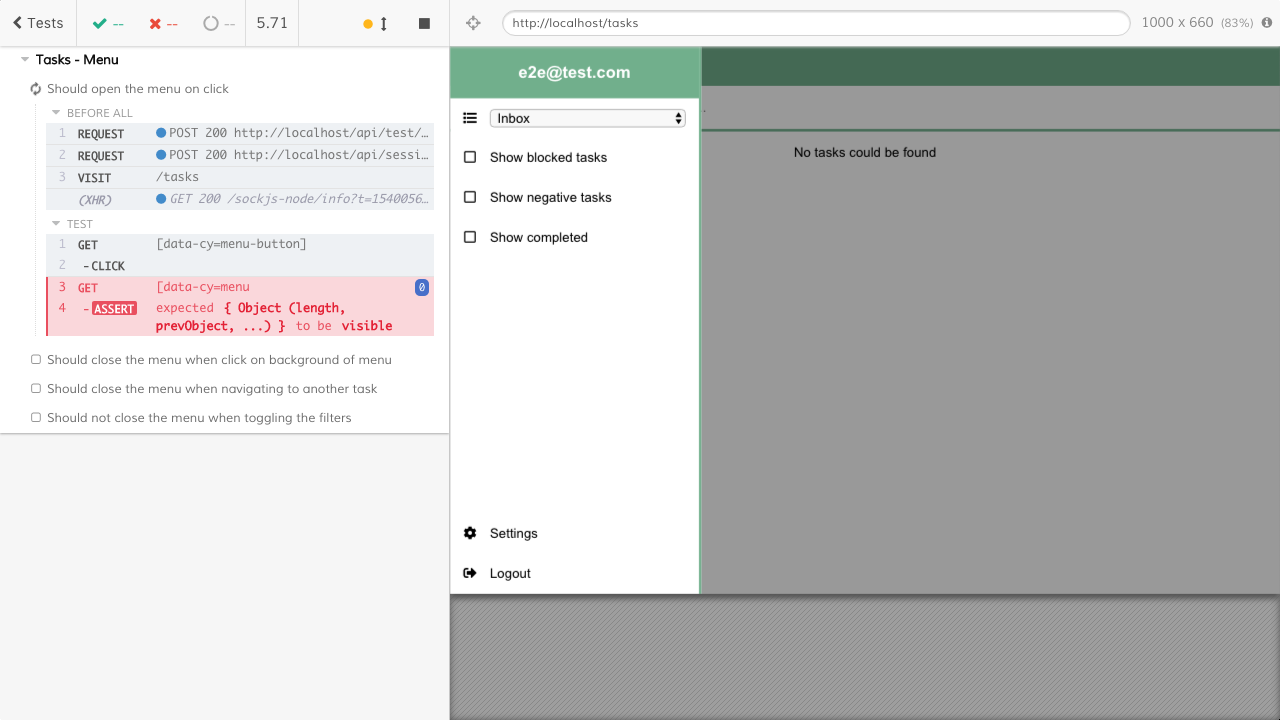 Tests -- -- -- 5.71
http://localhost/tasks 1000 x 660 (83%)
Tasks - Menu
Should open the menu on click
BEFORE ALL
1 REQUEST POST 200 http://localhost/api/test/…
2 REQUEST POST 200 http://localhost/api/sessi…
3 VISIT /tasks
(XHR) GET 200 /sockjs-node/info?t=1540056…
TEST
1 GET [data-cy=menu-button]
2 -CLICK
3 GET [data-cy=menu 0
4 -ASSERT expected { Object (length,
prevObject, ...) } to be visible
Should close the menu when click on background of menu
Should close the menu when navigating to another task
Should not close the menu when toggling the filters
e2e@test.com
Inbox
Show blocked tasks
Show negative tasks
Show completed
Settings
Logout
No tasks could be found